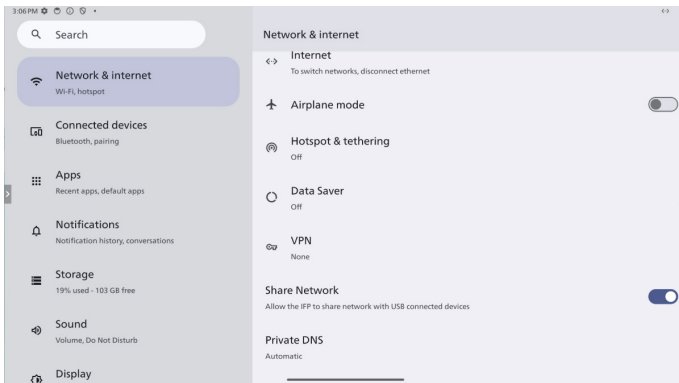 3:06 PM
Search
Network & internet
Wi-Fi, hotspot
Connected devices
Bluetooth, pairing
Apps
Recent apps, default apps
Notifications
Notification history, conversations
Storage
19% used - 103 GB free
Sound
Volume, Do Not Disturb
Display
Network & internet
Internet
To switch networks, disconnect ethernet
Airplane mode
Hotspot & tethering
Off
Data Saver
Off
VPN
None
Share Network
Allow the IFP to share network with USB connected devices
Private DNS
Automatic